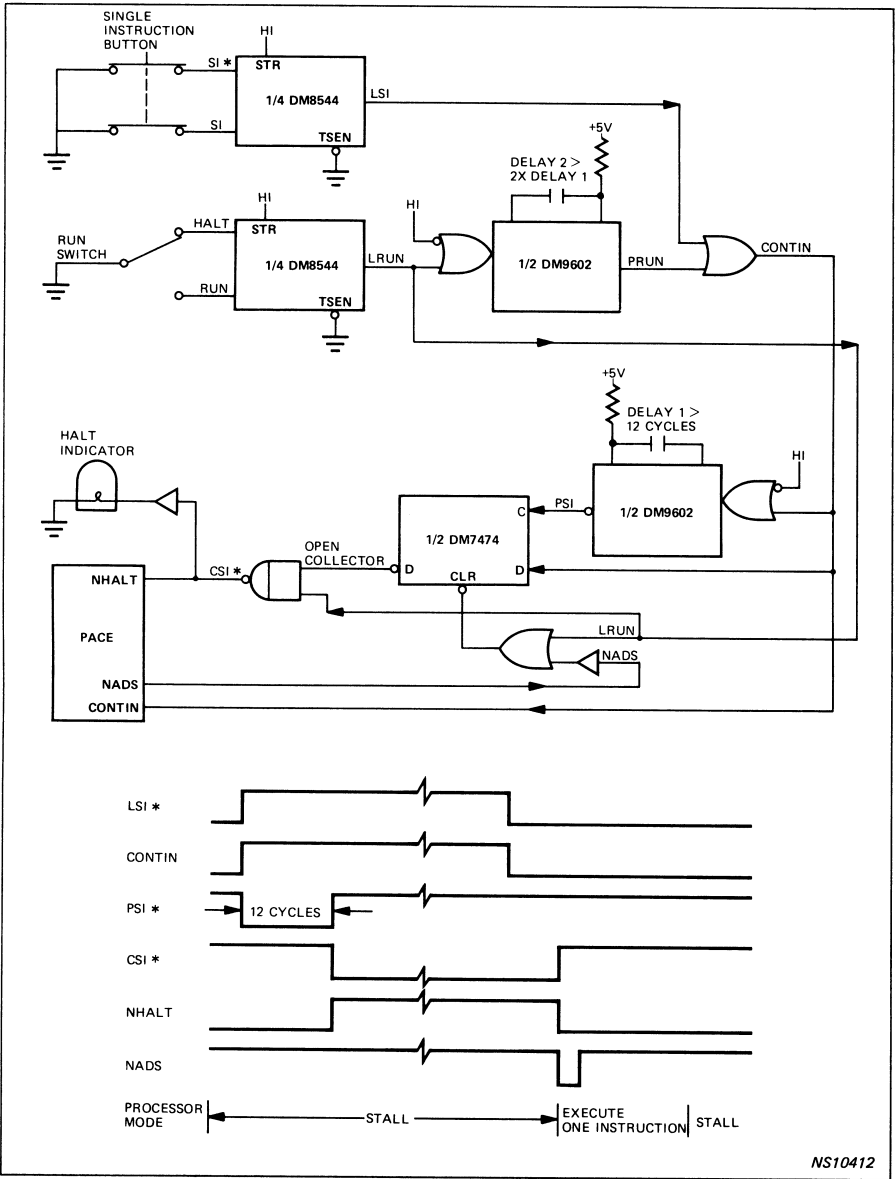 SINGLE
INSTRUCTION
BUTTON
HI
SI *
STR
1/4 DM8544
LSI
SI
TSEN
+5V
DELAY 2 >
2X DELAY 1
HI
HI
HALT
STR
RUN
SWITCH
1/4 DM8544
LRUN
1/2 DM9602
PRUN
CONTIN
RUN
TSEN
+5V
DELAY 1 >
12 CYCLES
HALT
INDICATOR
HI
C
PSI
1/2 DM9602
1/2 DM7474
OPEN
COLLECTOR
NHALT
CSI *
D
CLR
D
PACE
LRUN
NADS
NADS
CONTIN
LSI *
CONTIN
PSI *
12 CYCLES
CSI *
NHALT
NADS
PROCESSOR
MODE
STALL
EXECUTE
ONE INSTRUCTION
STALL
NS10412